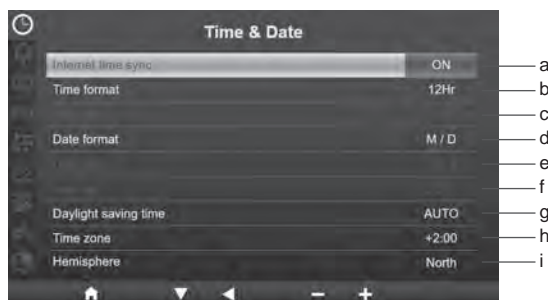 Time & Date
Internet time sync ON a
Time format 12Hr b
c
Date format M / D d
e
f
Daylight saving time AUTO g
Time zone +2:00 h
Hemisphere North i